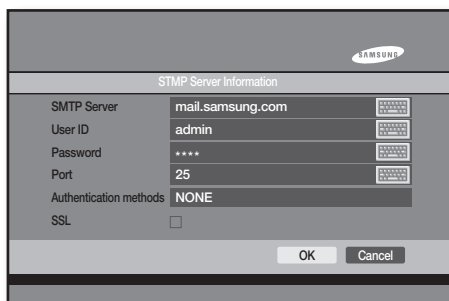 SAMSUNG
STMP Server Information
SMTP Server mail.samsung.com
User ID admin
Password ****
Port 25
Authentication methods NONE
SSL
OK Cancel